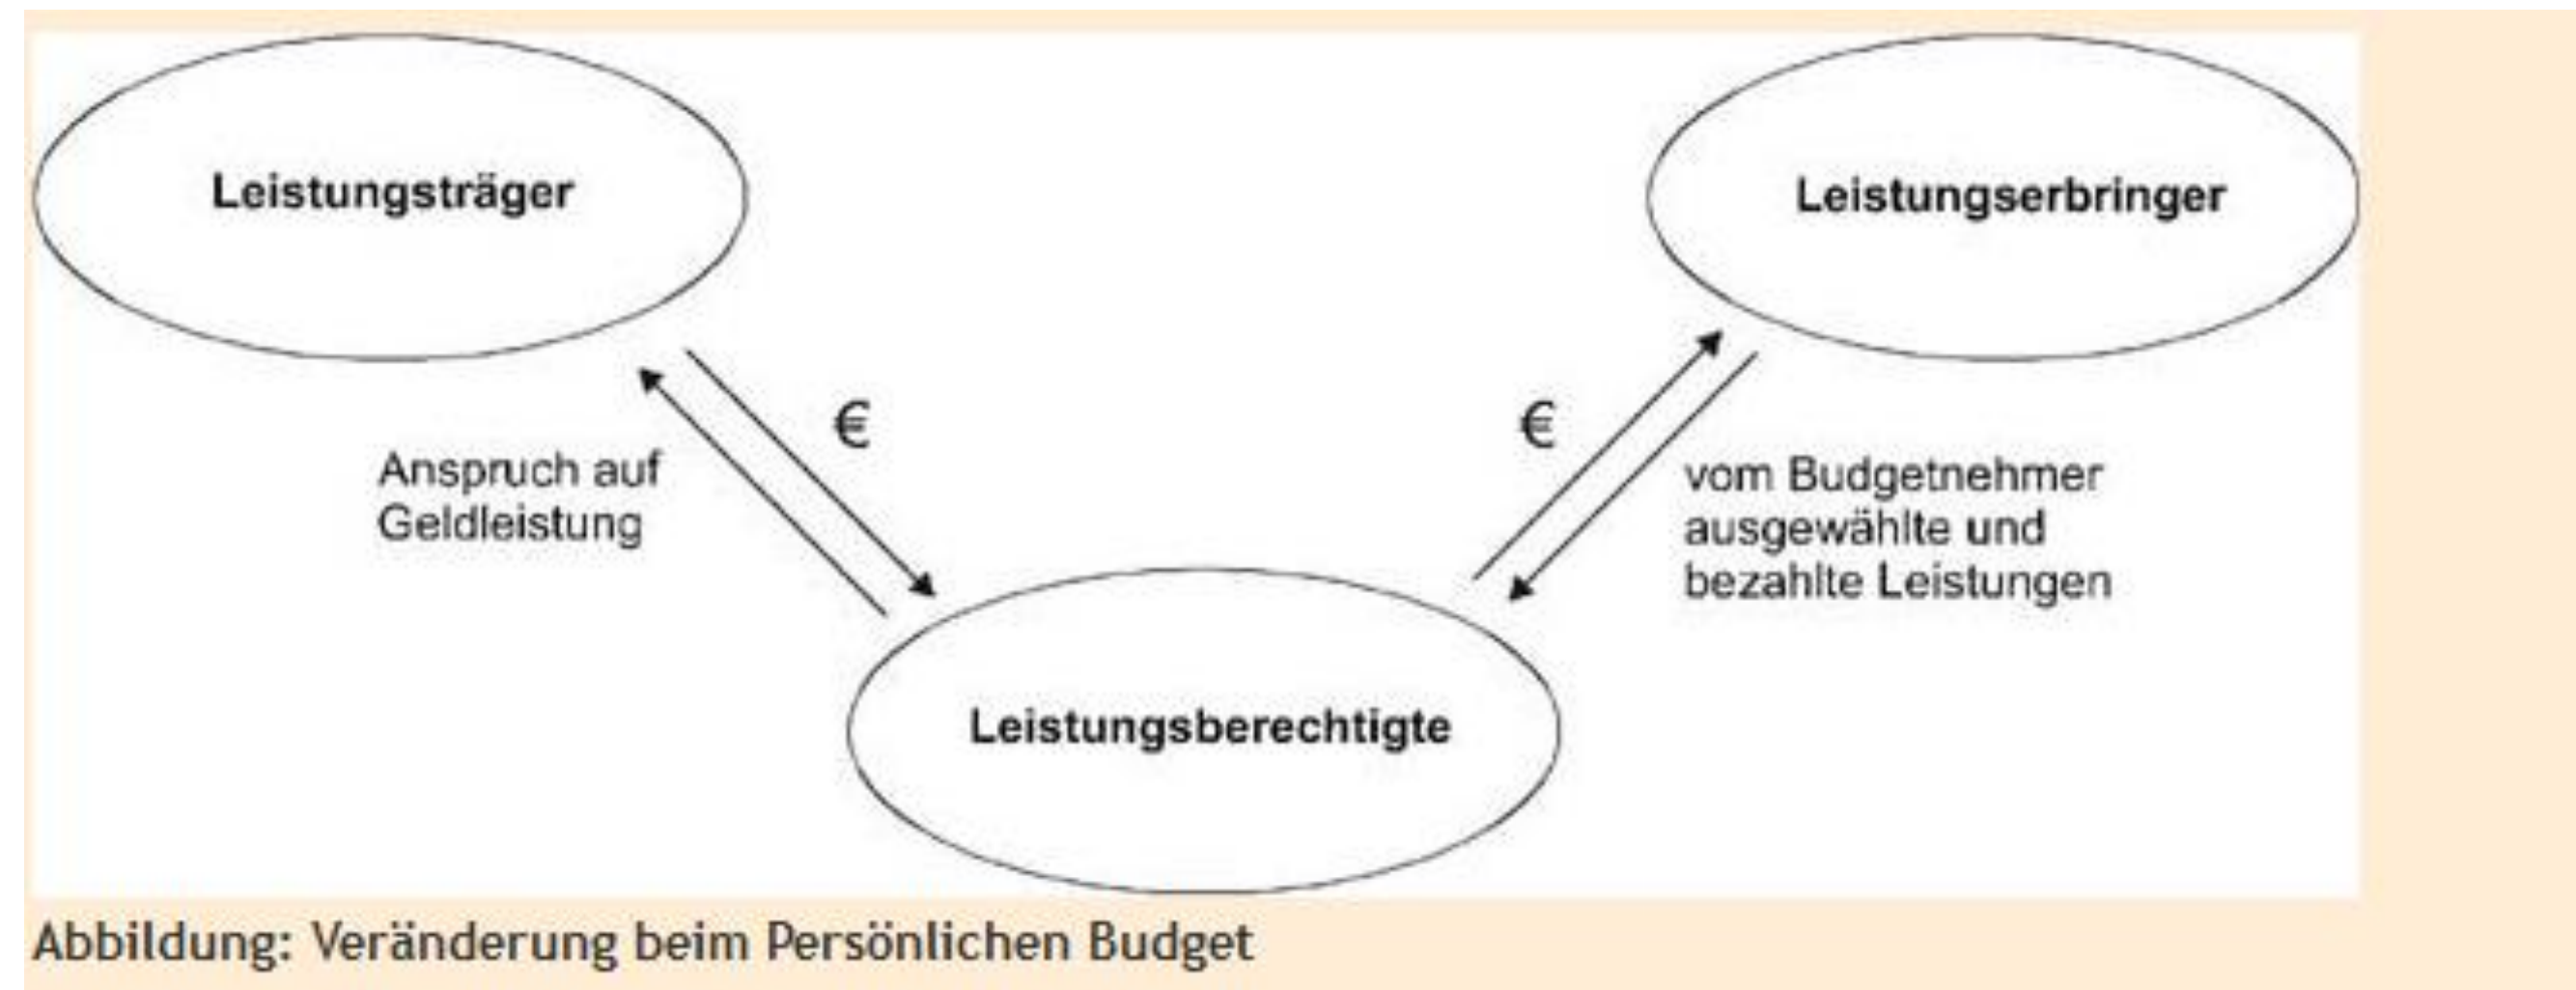 Leistungsträger
Leistungserbringer
€
€
Anspruch auf
Geldleistung
vom Budgetnehmer
ausgewählte und
bezahlte Leistungen
Leistungsberechtigte
Abbildung: Veränderung beim Persönlichen Budget